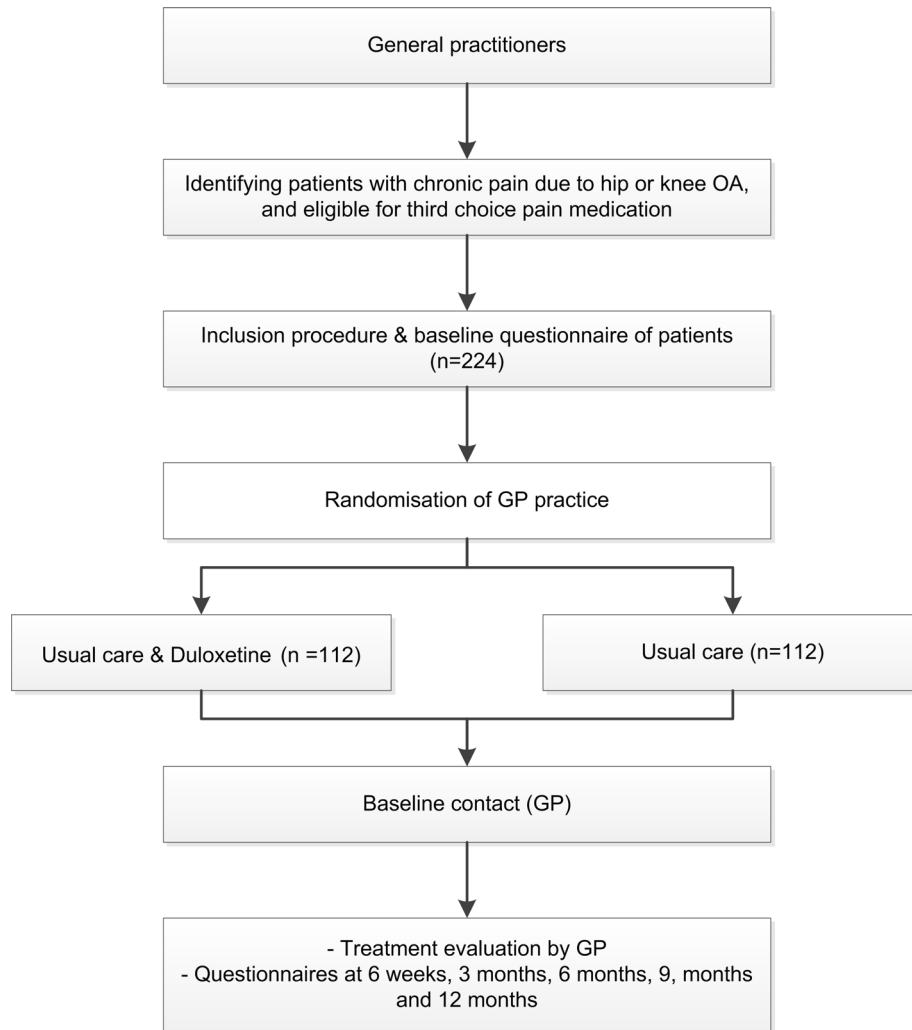 General practitioners
Identifying patients with chronic pain due to hip or knee OA,
and eligible for third choice pain medication
Inclusion procedure & baseline questionnaire of patients
(n=224)
Randomisation of GP practice
Usual care & Duloxetine (n =112)
Usual care (n=112)
Baseline contact (GP)
- Treatment evaluation by GP
- Questionnaires at 6 weeks, 3 months, 6 months, 9, months
and 12 months